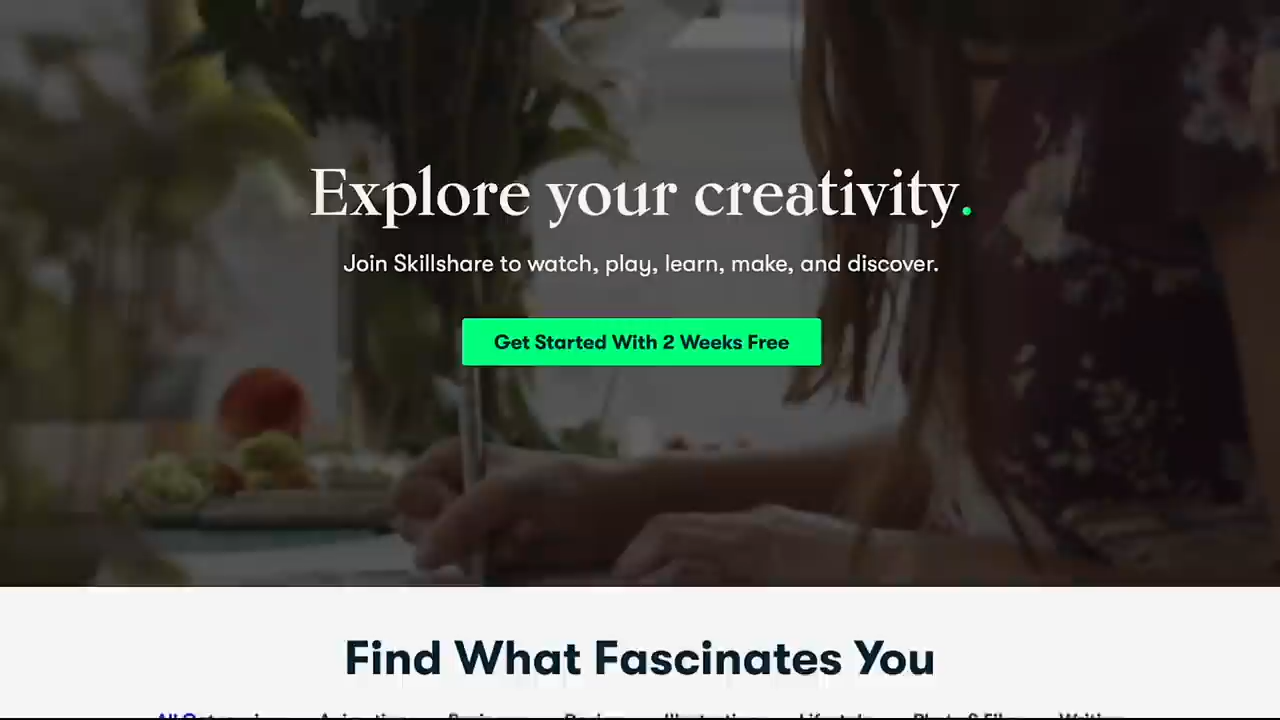 Explore your creativity.
Join Skillshare to watch, play, learn, make, and discover.
Get Started With 2 Weeks Free
Find What Fascinates You